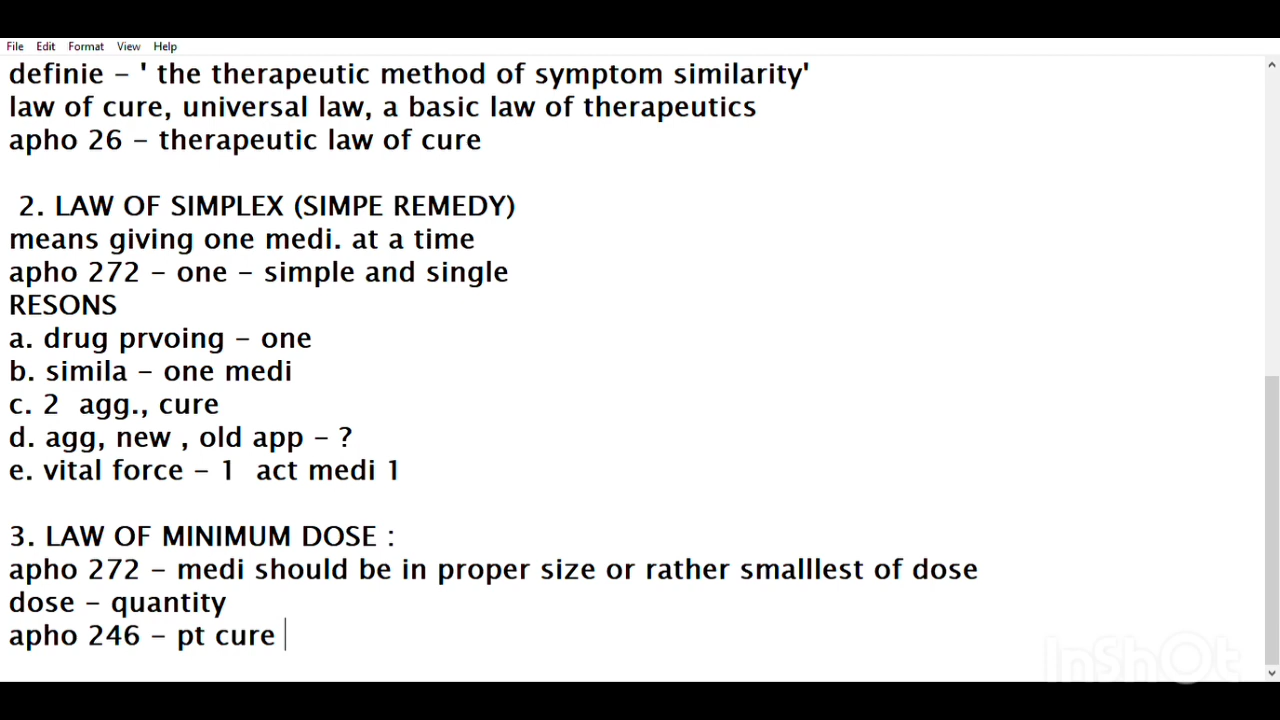 File Edit Format View Help
definie - ' the therapeutic method of symptom similarity'
law of cure, universal law, a basic law of therapeutics
apho 26 - therapeutic law of cure
2. LAW OF SIMPLEX (SIMPE REMEDY)
means giving one medi. at a time
apho 272 - one - simple and single
RESONS
a. drug prvoing - one
b. simila - one medi
c. 2 agg., cure
d. agg, new , old app - ?
e. vital force - 1 act medi 1
3. LAW OF MINIMUM DOSE :
apho 272 - medi should be in proper size or rather smalllest of dose
dose - quantity
apho 246 - pt cure
InShOt